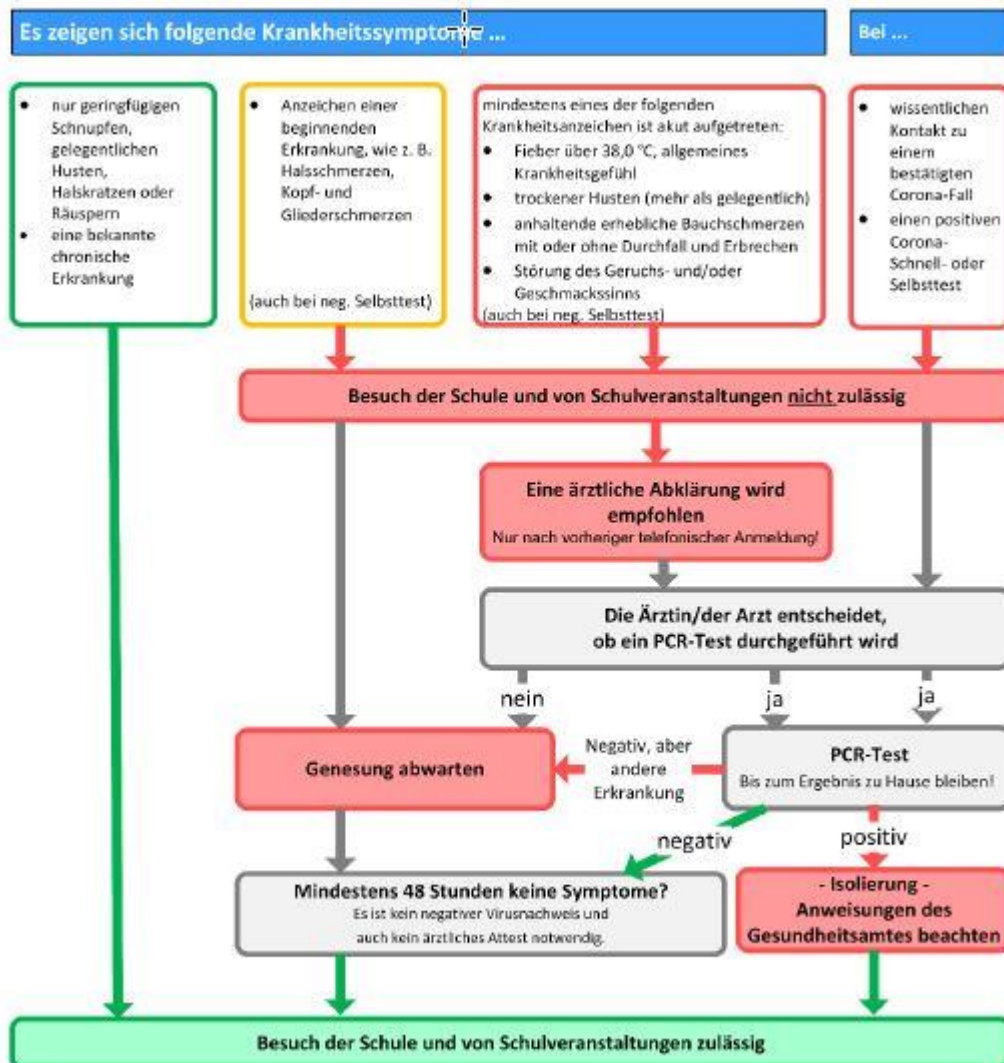 Es zeigen sich folgende Krankheitssymptome ...
Bei ...
• nur geringfügigen
Schnupfen,
gelegentlichen
Husten,
Halskratzen oder
Räuspern
• eine bekannte
chronische
Erkrankung
• Anzeichen einer
beginnenden
Erkrankung, wie z. B.
Halsschmerzen,
Kopf- und
Gliederschmerzen
(auch bei neg. Selbsttest)
mindestens eines der folgenden
Krankheitsanzeichen ist akut aufgetreten:
• Fieber über 38,0 °C, allgemeines
Krankheitsgefühl
• trockener Husten (mehr als gelegentlich)
• anhaltende erhebliche Bauchschmerzen
mit oder ohne Durchfall und Erbrechen
• Störung des Geruchs- und/oder
Geschmackssinns
(auch bei neg. Selbsttest)
• wissentlichen
Kontakt zu
einem
bestätigten
Corona-Fall
• einen positiven
Corona-
Schnell- oder
Selbsttest
Besuch der Schule und von Schulveranstaltungen nicht zulässig
Eine ärztliche Abklärung wird
empfohlen
Nur nach vorheriger telefonischer Anmeldung!
Die Ärztin/der Arzt entscheidet,
ob ein PCR-Test durchgeführt wird
nein
ja
ja
Genesung abwarten
Negativ, aber
andere
Erkrankung
PCR-Test
Bis zum Ergebnis zu Hause bleiben!
negativ
positiv
Mindestens 48 Stunden keine Symptome?
Es ist kein negativer Virusnachweis und
auch kein ärztliches Attest notwendig.
- Isolierung -
Anweisungen des
Gesundheitsamtes beachten
Besuch der Schule und von Schulveranstaltungen zulässig